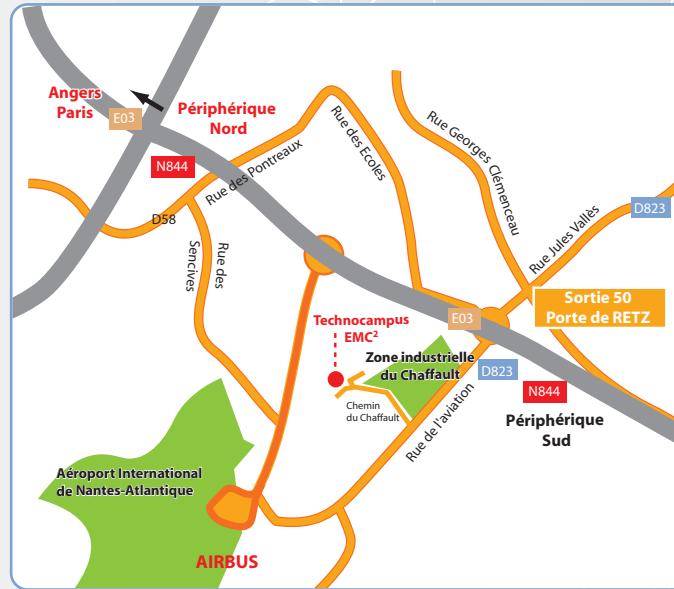 Angers
Paris
E03
Périphérique
Nord
N844
Rue des Pontreaux
Rue des Ecoles
Rue Georges Clémenceau
D58
Rue des
Sencives
Rue Jules Vallès
D823
Sortie 50
Porte de RETZ
E03
Technocampus
EMC²
Zone industrielle
du Chaffault
D823
N844
Chemin
du Chaffault
Rue de l'aviation
Périphérique
Sud
Aéroport International
de Nantes-Atlantique
AIRBUS